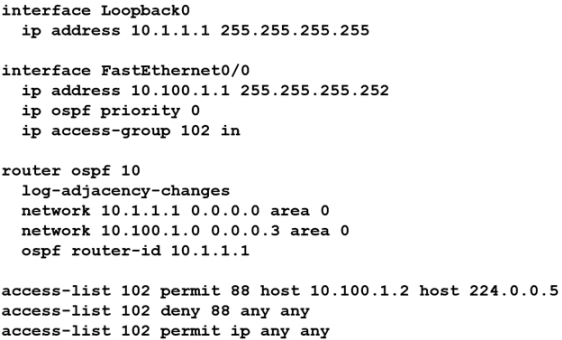 interface Loopback0
ip address 10.1.1.1 255.255.255.255
interface FastEthernet0/0
ip address 10.100.1.1 255.255.255.252
ip ospf priority 0
ip access-group 102 in
router ospf 10
log-adjacency-changes
network 10.1.1.1 0.0.0.0 area 0
network 10.100.1.0 0.0.0.3 area 0
ospf router-id 10.1.1.1
access-list 102 permit 88 host 10.100.1.2 host 224.0.0.5
access-list 102 deny 88 any any
access-list 102 permit ip any any